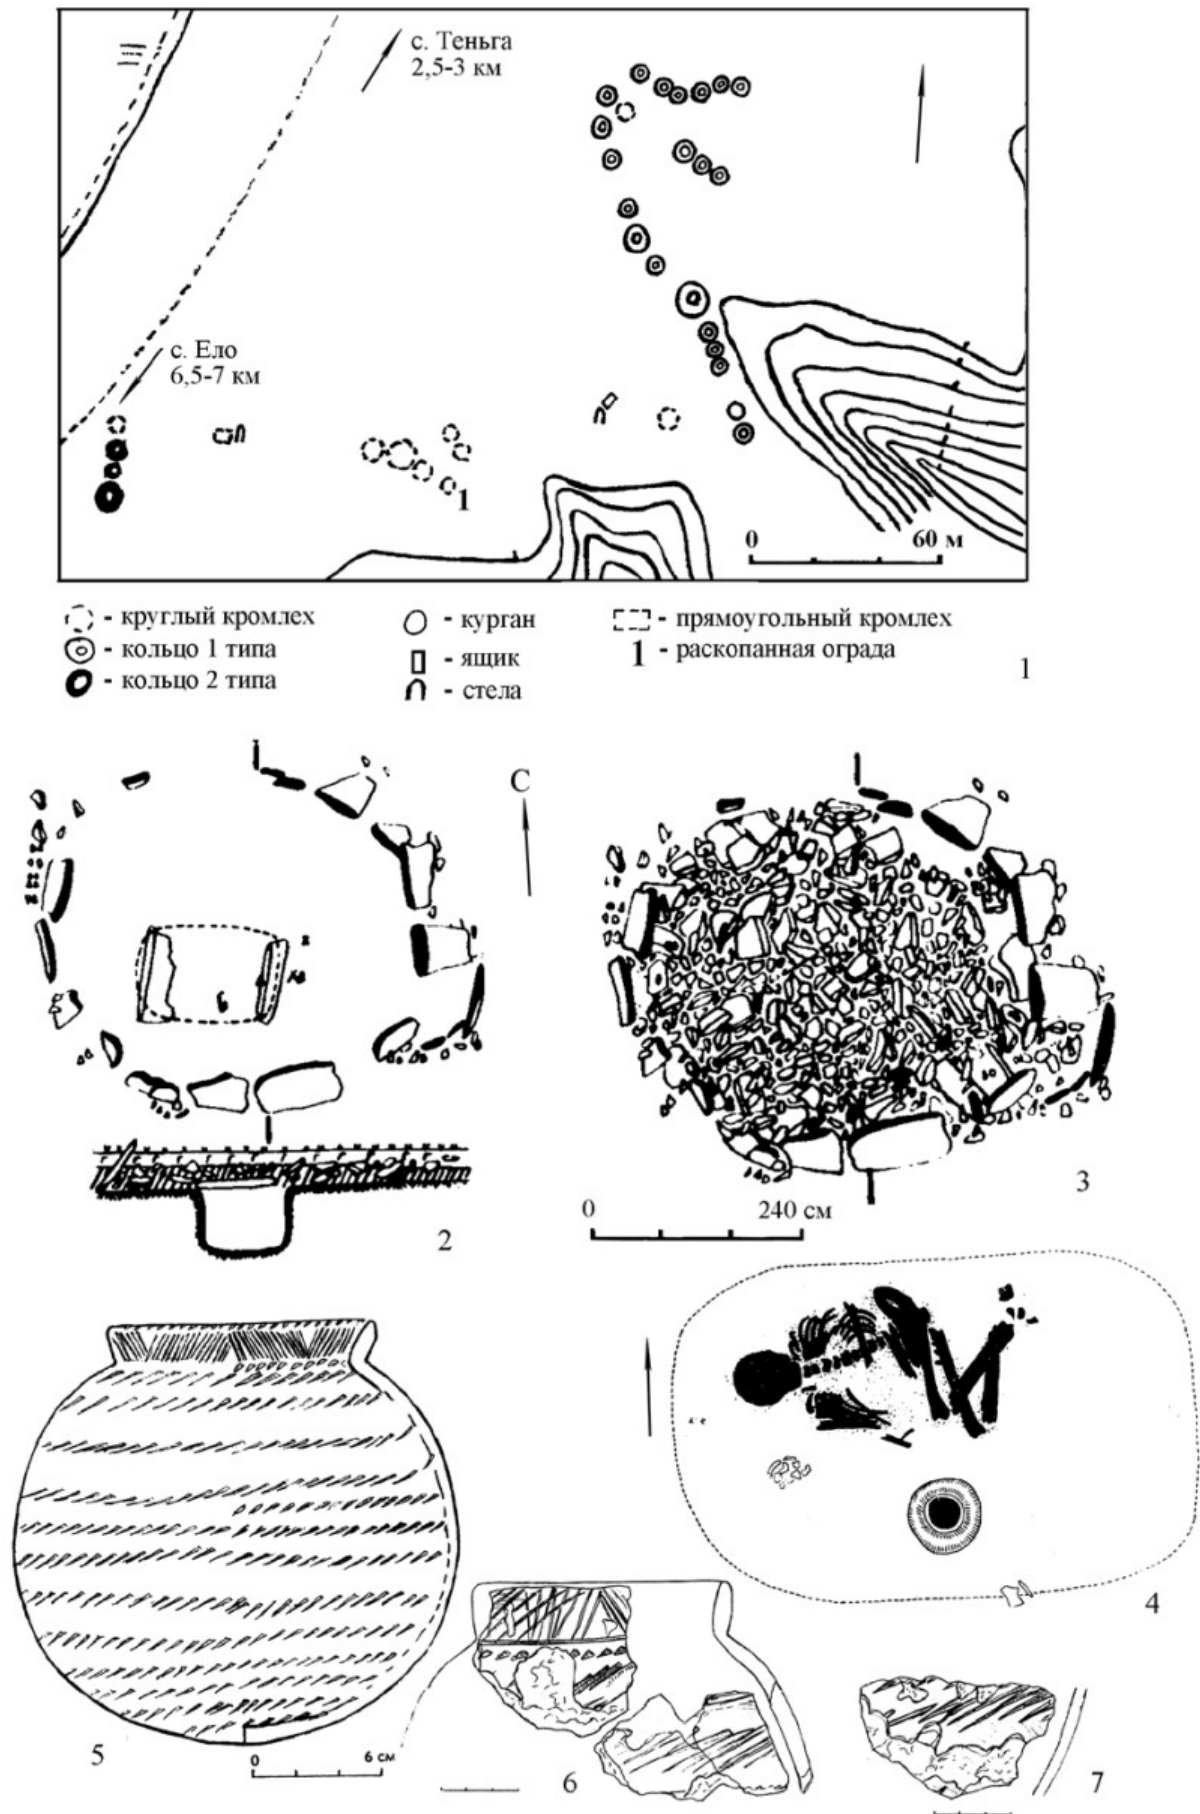 с. Теньга
2,5-3 км
с. Ело
6,5-7 км
1
0 60 м
- круглый кромлех
- кольцо 1 типа
- кольцо 2 типа
- курган
- ящик
- стела
- прямоугольный кромлех
1 - раскопанная ограда
1
С
2
3
0 240 см
4
5
0 6 см
6
7